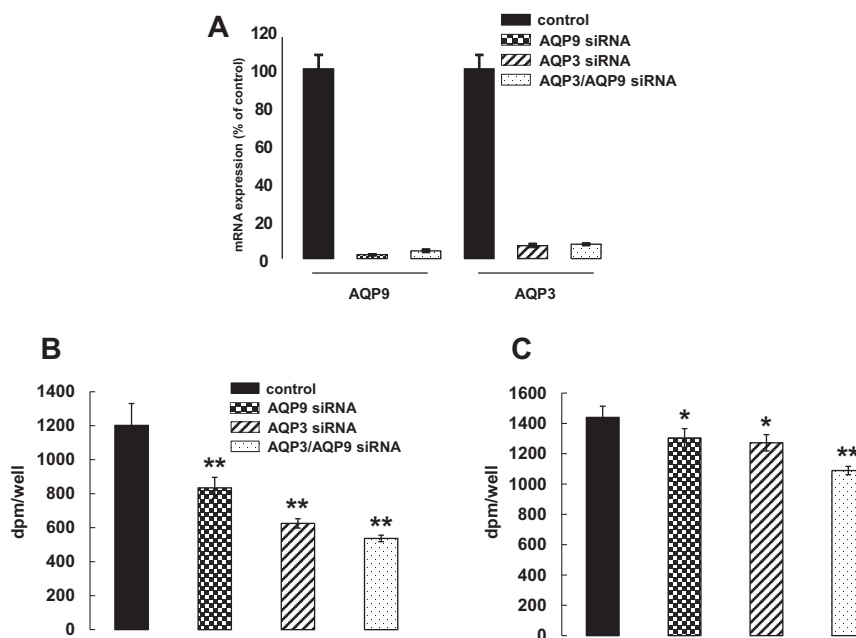 A
control
AQP9 siRNA
AQP3 siRNA
AQP3/AQP9 siRNA
mRNA expression (% of control)
120
100
80
60
40
20
0
AQP9
AQP3
B
control
AQP9 siRNA
AQP3 siRNA
AQP3/AQP9 siRNA
dpm/well
1400
1200
1000
800
600
400
200
0
**
**
**
C
dpm/well
1600
1400
1200
1000
800
600
400
200
0
*
*
**